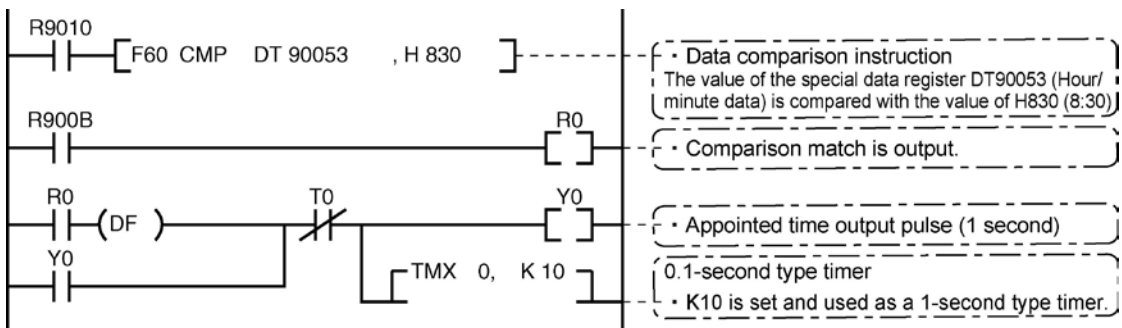 R9010
F60 CMP DT 90053 , H 830
· Data comparison instruction
The value of the special data register DT90053 (Hour/
minute data) is compared with the value of H830 (8:30)
R900B
R0
· Comparison match is output.
R0
(DF )
T0
Y0
· Appointed time output pulse (1 second)
Y0
TMX 0, K 10
0.1-second type timer
· K10 is set and used as a 1-second type timer.